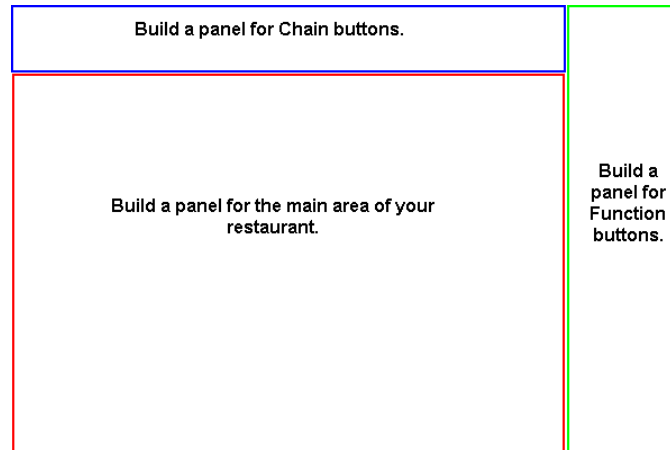 Build a panel for Chain buttons.
Build a panel for the main area of your
restaurant.
Build a
panel for
Function
buttons.